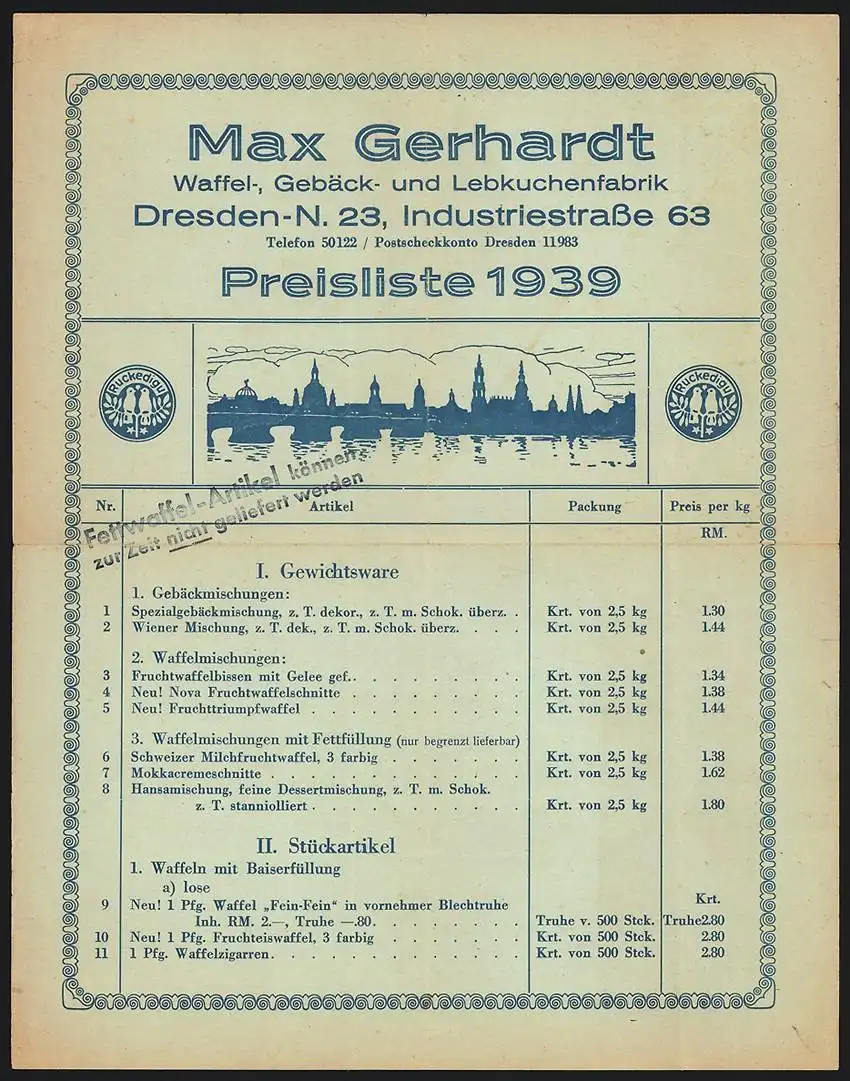 Max Gerhardt
Waffel-, Gebäck- und Lebkuchenfabrik
Dresden-N. 23, Industriestraße 63
Telefon 50122 / Postscheckkonto Dresden 11983
Preisliste 1939
Ruckedigu
Ruckedigu
Fettwaffel-Artikel können
zur Zeit nicht geliefert werden
Nr. Artikel Packung Preis per kg
RM.
I. Gewichtsware
1. Gebäckmischungen:
1 Spezialgebäckmischung, z. T. dekor., z. T. m. Schok. überz. . Krt. von 2,5 kg 1.30
2 Wiener Mischung, z. T. dek., z. T. m. Schok. überz. . . . Krt. von 2,5 kg 1.44
2. Waffelmischungen:
3 Fruchtwaffelbissen mit Gelee gef. . . . . . . . . . Krt. von 2,5 kg 1.34
4 Neu! Nova Fruchtwaffelschnitte . . . . . . . . . Krt. von 2,5 kg 1.38
5 Neu! Fruchttriumpfwaffel . . . . . . . . . . . Krt. von 2,5 kg 1.44
3. Waffelmischungen mit Fettfüllung (nur begrenzt lieferbar)
6 Schweizer Milchfruchtwaffel, 3 farbig . . . . . . . Krt. von 2,5 kg 1.38
7 Mokkacremeschnitte . . . . . . . . . . . . . Krt. von 2,5 kg 1.62
8 Hansamischung, feine Dessertmischung, z. T. m. Schok.
z. T. stanniolliert . . . . . . . . . . . Krt. von 2,5 kg 1.80
II. Stückartikel
1. Waffeln mit Baiserfüllung
a) lose
Krt.
9 Neu! 1 Pfg. Waffel „Fein-Fein“ in vornehmer Blechtruhe
Inh. RM. 2.—, Truhe —.80. . . . . . . . . Truhe v. 500 Stck. Truhe 2.80
10 Neu! 1 Pfg. Fruchteiswaffel, 3 farbig . . . . . . . Krt. von 500 Stck. 2.80
11 1 Pfg. Waffelzigarren. . . . . . . . . . . . . Krt. von 500 Stck. 2.80